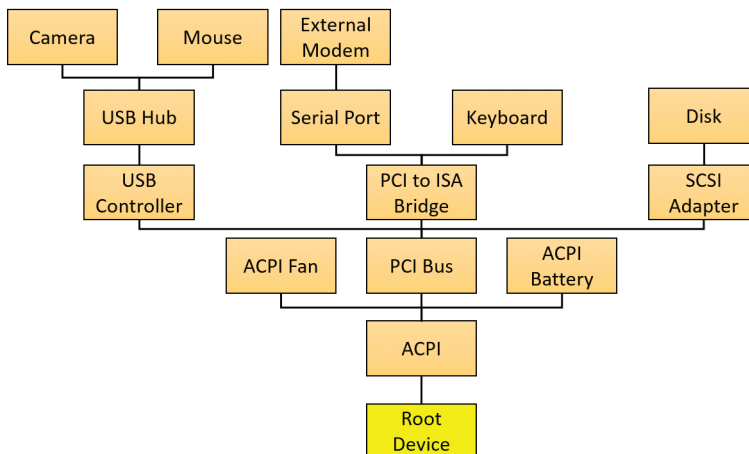 Camera
Mouse
External
Modem
USB Hub
Serial Port
Keyboard
Disk
USB
Controller
PCI to ISA
Bridge
SCSI
Adapter
ACPI Fan
PCI Bus
ACPI
Battery
ACPI
Root
Device